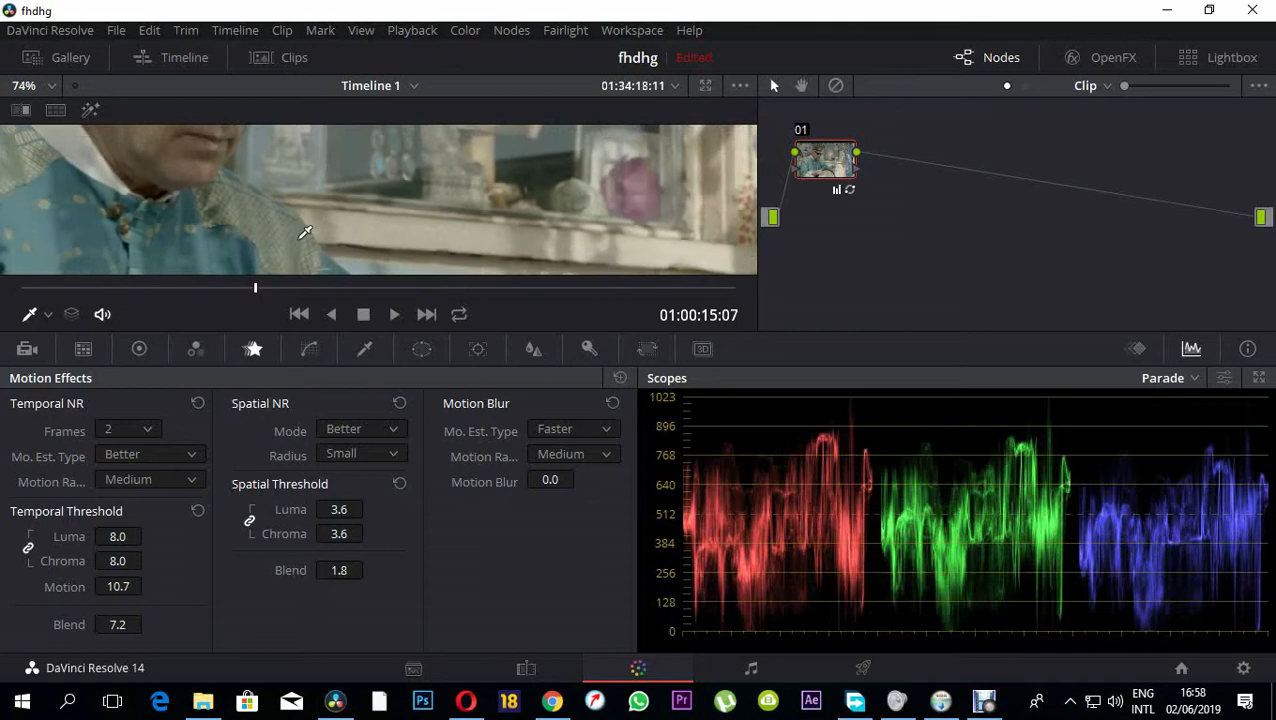 fhdhg
DaVinci Resolve File Edit Trim Timeline Clip Mark View Playback Color Nodes Fairlight Workspace Help
Gallery Timeline Clips fhdhg Edited Nodes OpenFX Lightbox
74% Timeline 1 01:34:18:11 Clip
01
01:00:15:07
3D
Motion Effects
Temporal NR
Frames 2
Mo. Est. Type Better
Motion Ra... Medium
Temporal Threshold
Luma 8.0
Chroma 8.0
Motion 10.7
Blend 7.2
Spatial NR
Mode Better
Radius Small
Spatial Threshold
Luma 3.6
Chroma 3.6
Blend 1.8
Motion Blur
Mo. Est. Type Faster
Motion Ra... Medium
Motion Blur 0.0
Scopes Parade
1023
896
768
640
512
384
256
128
0
DaVinci Resolve 14
Ps 18 Pr Ae
ENG
INTL
16:58
02/06/2019